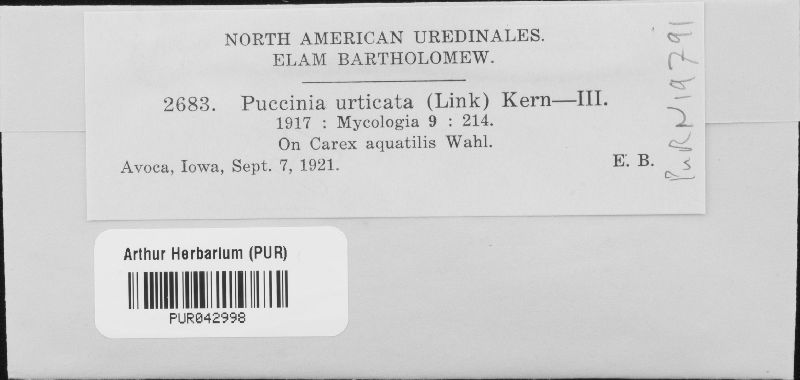 NORTH AMERICAN UREDINALES.
ELAM BARTHOLOMEW.
2683. Puccinia urticata (Link) Kern—III.
1917 : Mycologia 9 : 214.
On Carex aquatilis Wahl.
Avoca, Iowa, Sept. 7, 1921. E. B.
PUR N19791
Arthur Herbarium (PUR)
PUR042998